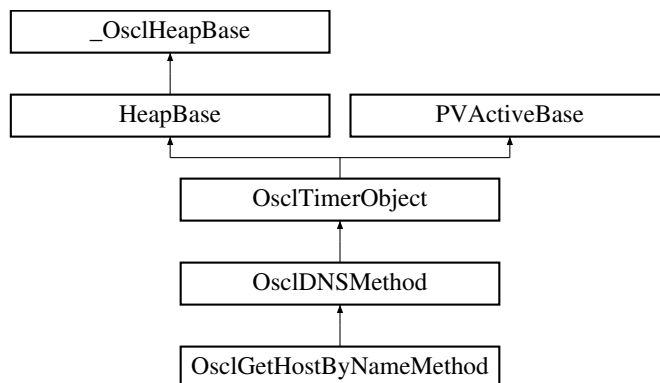 _OsclHeapBase
HeapBase
PVActiveBase
OsclTimerObject
OsclDNSMethod
OsclGetHostByNameMethod